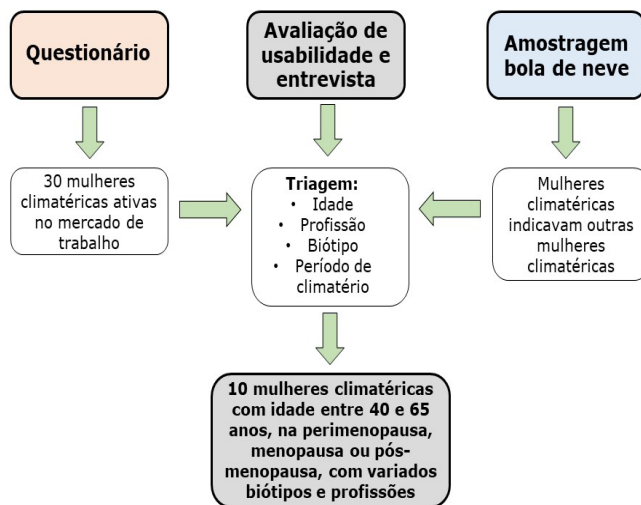 Questionário
Avaliação de
usabilidade e
entrevista
Amostragem
bola de neve
30 mulheres
climatéricas ativas
no mercado de
trabalho
Triagem:
• Idade
• Profissão
• Biótipo
• Período de
climatério
Mulheres
climatéricas
indicavam outras
mulheres
climatéricas
10 mulheres climatéricas
com idade entre 40 e 65
anos, na perimenopausa,
menopausa ou pós-
menopausa, com variados
biótipos e profissões